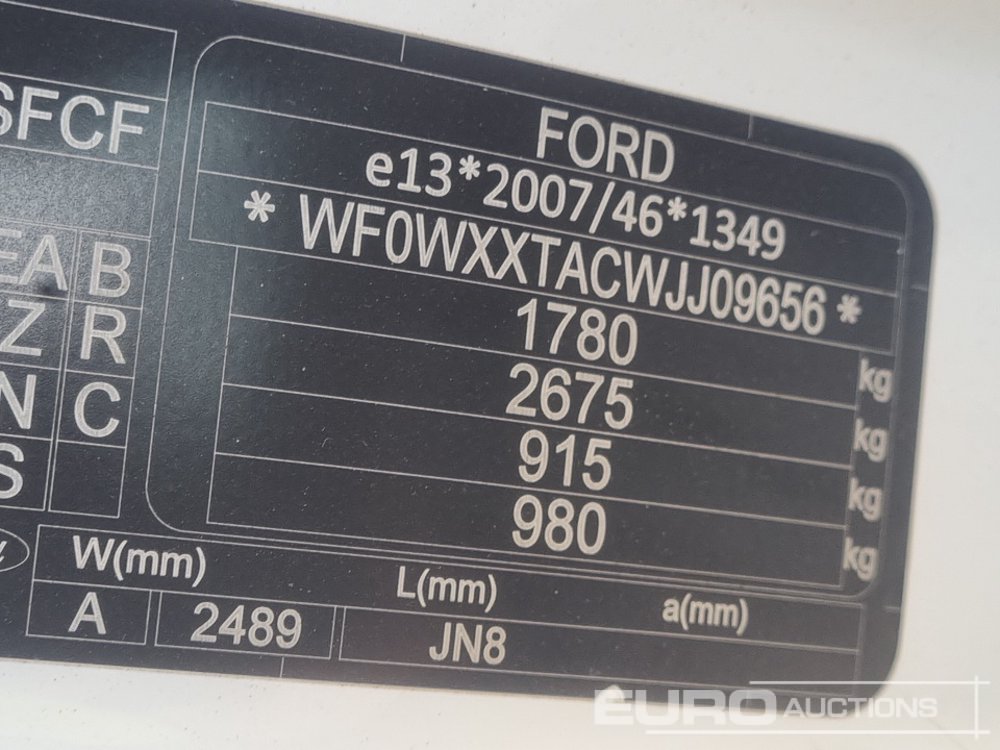 FORD
e13*2007/46*1349
* WF0WXXTACWJJ09656 *
1780 kg
2675 kg
915 kg
980 kg
SFCF
EA B
Z R
N C
S
W(mm) L(mm) a(mm)
A 2489 JN8
EURO AUCTIONS